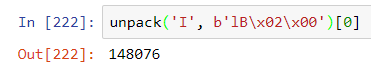 In [222]: unpack('I', b'lB\x02\x00')[0]
Out[222]: 148076